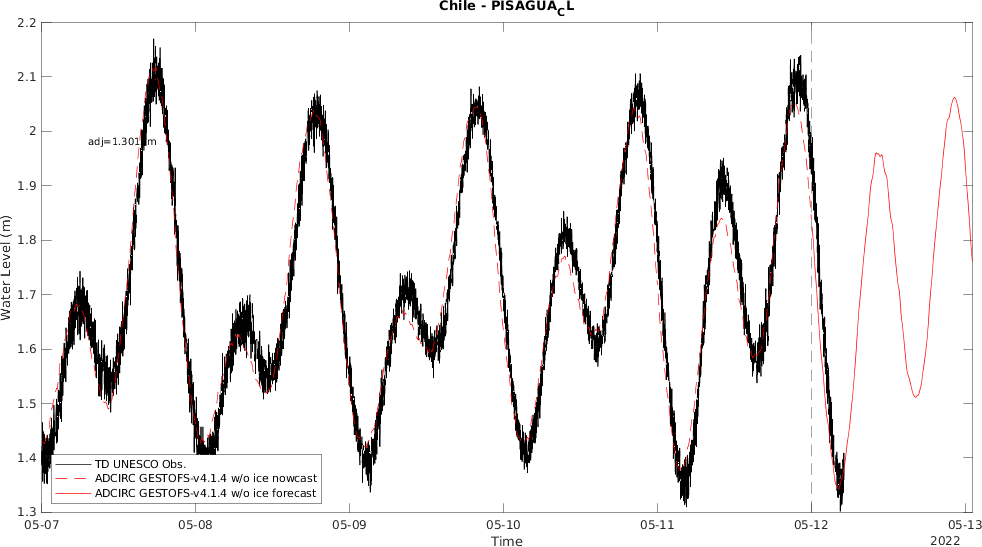 Chile - PISAGUA_CL
2.2
2.1
2
1.9
1.8
1.7
1.6
1.5
1.4
1.3
Water Level (m)
adj=1.301 m
TD UNESCO Obs.
ADCIRC GESTOFS-v4.1.4 w/o ice nowcast
ADCIRC GESTOFS-v4.1.4 w/o ice forecast
05-07 05-08 05-09 05-10 05-11 05-12 05-13
Time
2022